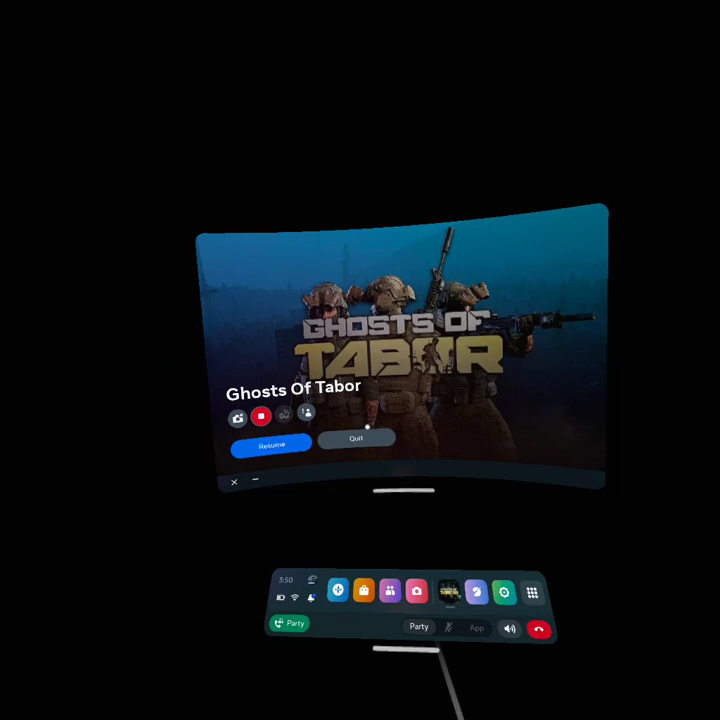 GHOSTS OF
TABOR
Ghosts Of Tabor
Resume
Quit
3:50
Party
Party
App